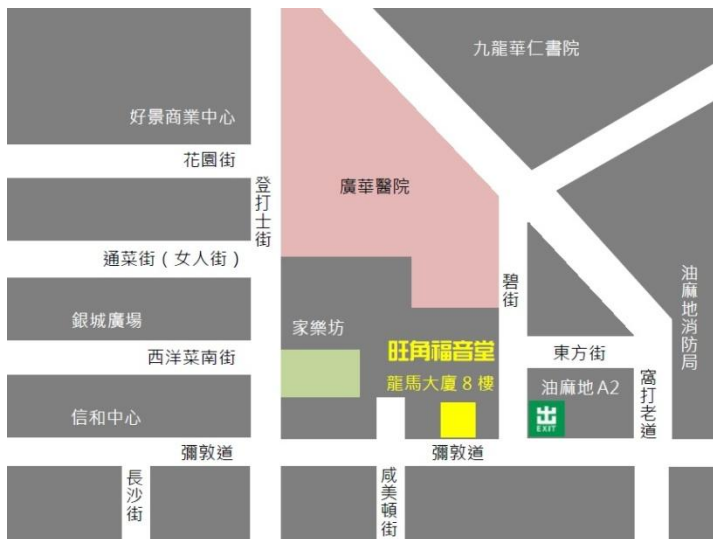 九龍華仁書院
好景商業中心
花園街
登打士街
廣華醫院
通菜街（女人街）
碧街
油麻地消防局
銀城廣場
家樂坊
旺角福音堂
西洋菜南街
東方街
龍馬大廈 8 樓
油麻地 A2
窩打老道
信和中心
出
EXIT
彌敦道
彌敦道
長沙街
咸美頓街